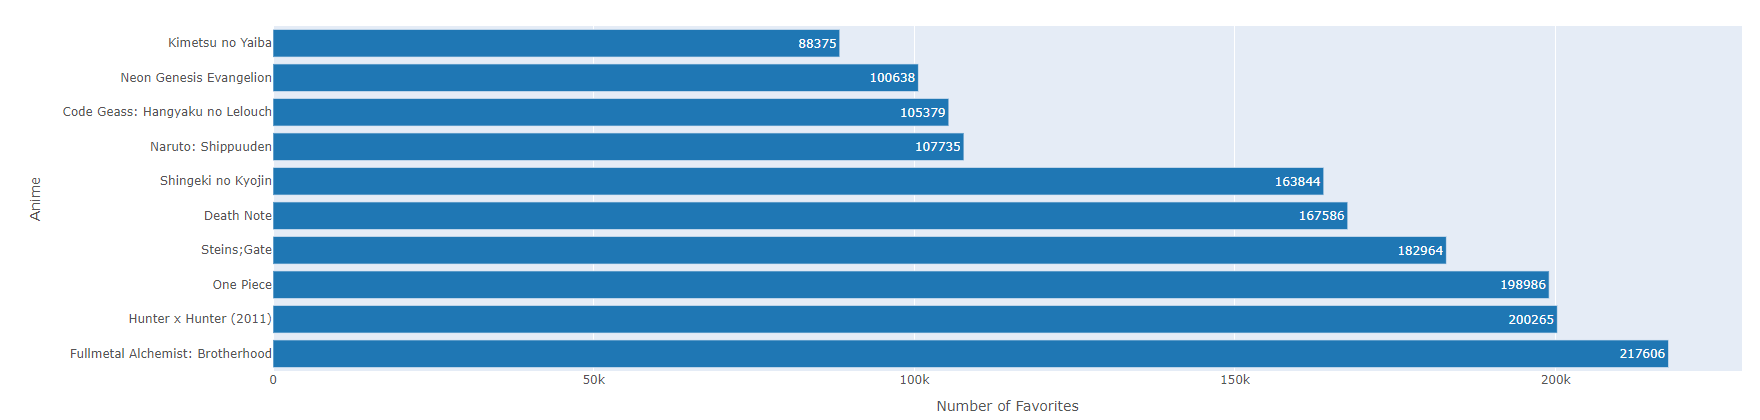 Kimetsu no Yaiba 88375
Neon Genesis Evangelion 100638
Code Geass: Hangyaku no Lelouch 105379
Naruto: Shippuuden 107735
Shingeki no Kyojin 163844
Death Note 167586
Steins;Gate 182964
One Piece 198986
Hunter x Hunter (2011) 200265
Fullmetal Alchemist: Brotherhood 217606
Anime
0 50k 100k 150k 200k
Number of Favorites